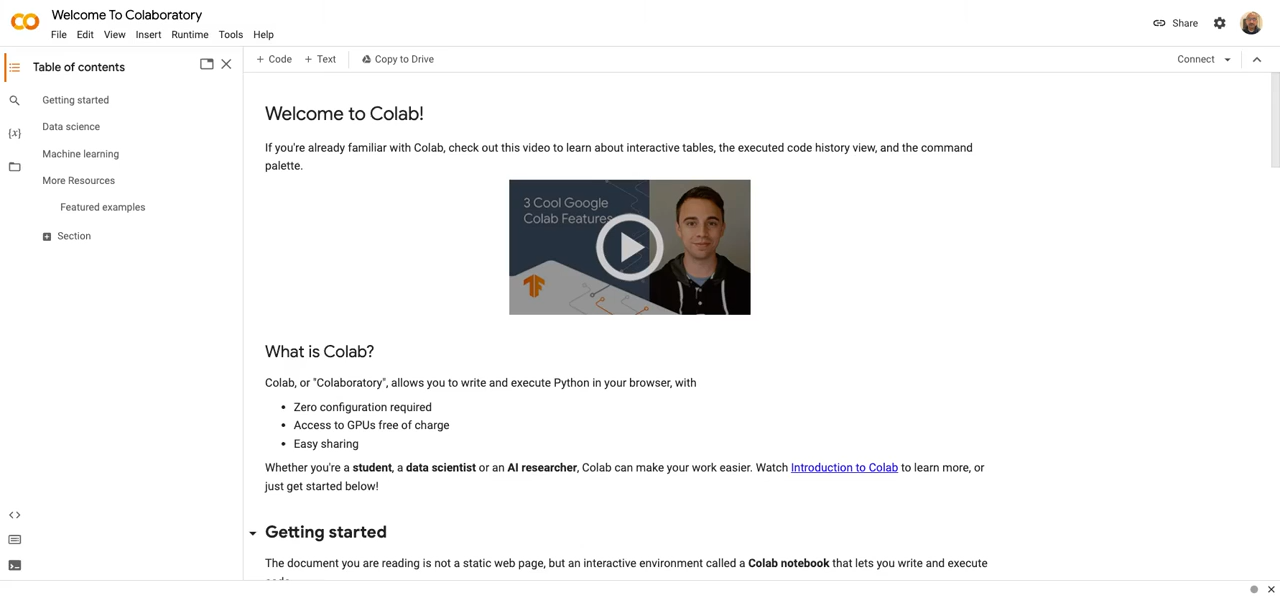 Welcome To Colaboratory
File Edit View Insert Runtime Tools Help
Share
Table of contents
+ Code + Text Copy to Drive
Connect
Getting started
Data science
{x}
Machine learning
More Resources
Featured examples
Section
Welcome to Colab!
If you're already familiar with Colab, check out this video to learn about interactive tables, the executed code history view, and the command
palette.
3 Cool Google
Colab Features
What is Colab?
Colab, or "Colaboratory", allows you to write and execute Python in your browser, with
• Zero configuration required
• Access to GPUs free of charge
• Easy sharing
Whether you're a student, a data scientist or an AI researcher, Colab can make your work easier. Watch Introduction to Colab to learn more, or
just get started below!
Getting started
The document you are reading is not a static web page, but an interactive environment called a Colab notebook that lets you write and execute